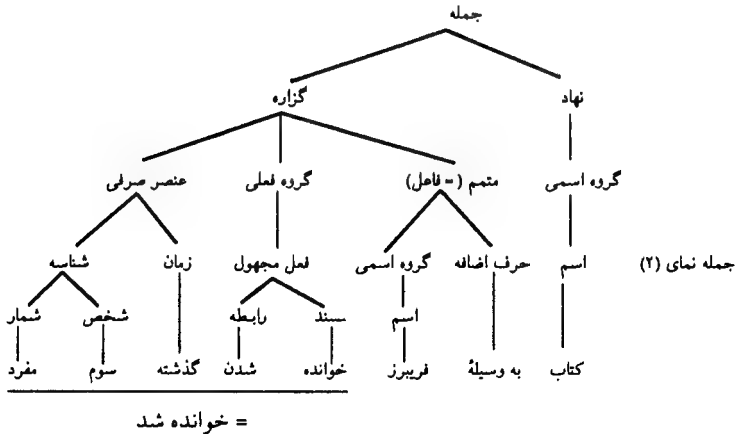 جمله
نهاد گزاره
گروه اسمی متمم ( = فاعل) گروه فعلی عنصر صرفی
جمله نمای (۲) اسم حرف اضافه گروه اسمی فعل مجهول زمان شناسه
اسم مسند رابطه شخص شمار
کتاب به وسیلهٔ فریبرز خوانده شدن گذشته سوم مفرد
= خوانده شد